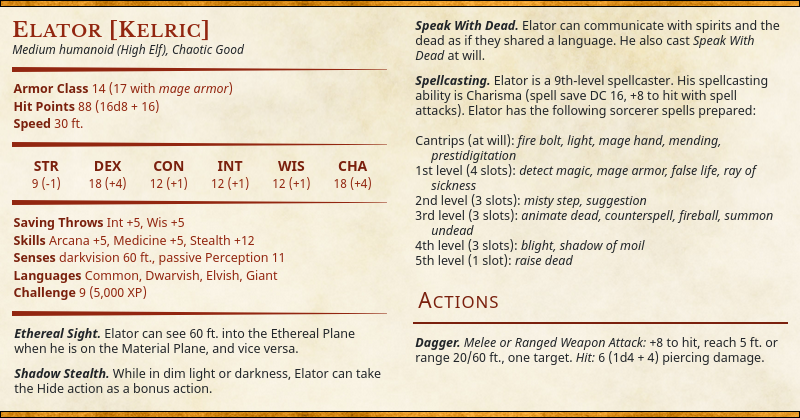 Elator [Kelric]
Medium humanoid (High Elf), Chaotic Good
Armor Class 14 (17 with mage armor)
Hit Points 88 (16d8 + 16)
Speed 30 ft.
STR DEX CON INT WIS CHA
9 (-1) 18 (+4) 12 (+1) 12 (+1) 12 (+1) 18 (+4)
Saving Throws Int +5, Wis +5
Skills Arcana +5, Medicine +5, Stealth +12
Senses darkvision 60 ft., passive Perception 11
Languages Common, Dwarvish, Elvish, Giant
Challenge 9 (5,000 XP)
Ethereal Sight. Elator can see 60 ft. into the Ethereal Plane
when he is on the Material Plane, and vice versa.
Shadow Stealth. While in dim light or darkness, Elator can take
the Hide action as a bonus action.
Speak With Dead. Elator can communicate with spirits and the
dead as if they shared a language. He also cast Speak With
Dead at will.
Spellcasting. Elator is a 9th-level spellcaster. His spellcasting
ability is Charisma (spell save DC 16, +8 to hit with spell
attacks). Elator has the following sorcerer spells prepared:
Cantrips (at will): fire bolt, light, mage hand, mending,
prestidigitation
1st level (4 slots): detect magic, mage armor, false life, ray of
sickness
2nd level (3 slots): misty step, suggestion
3rd level (3 slots): animate dead, counterspell, fireball, summon
undead
4th level (3 slots): blight, shadow of moil
5th level (1 slot): raise dead
Actions
Dagger. Melee or Ranged Weapon Attack: +8 to hit, reach 5 ft. or
range 20/60 ft., one target. Hit: 6 (1d4 + 4) piercing damage.